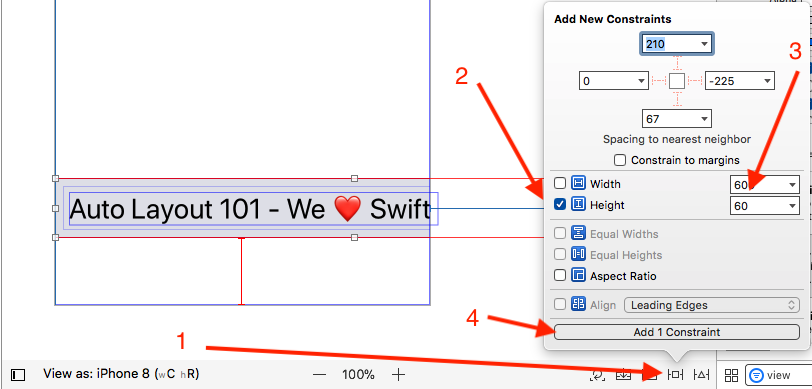 Add New Constraints
210
3
2
0
-225
67
Spacing to nearest neighbor
Constrain to margins
Width
Height
60
Auto Layout 101 - We ❤️ Swift
Equal Widths
Equal Heights
Aspect Ratio
4
Align
Leading Edges
1
Add 1 Constraint
View as: iPhone 8 (wC hR)
100%
view